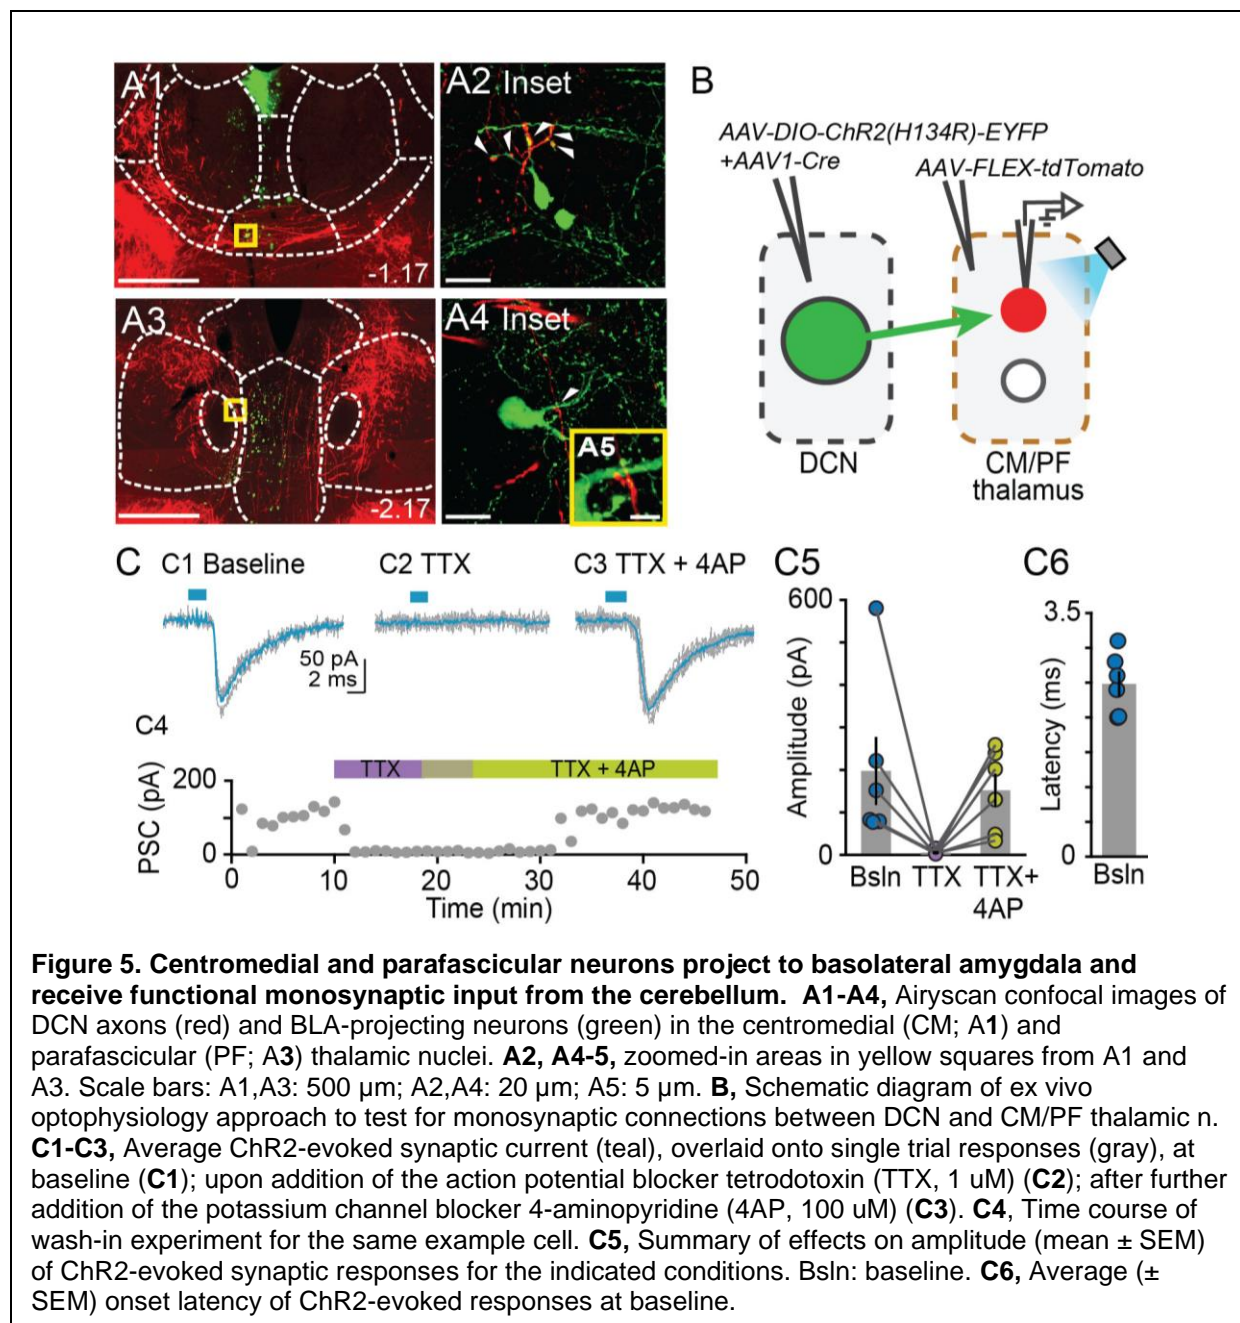 A1
-1.17
A2 Inset
A3
-2.17
A4 Inset
A5
B
AAV-DIO-ChR2(H134R)-EYFP
+AAV1-Cre
AAV-FLEX-tdTomato
DCN
CM/PF
thalamus
C
C1 Baseline
C2 TTX
C3 TTX + 4AP
50 pA
2 ms
C4
PSC (pA)
200
0
TTX
TTX + 4AP
0
10
20
30
40
50
Time (min)
C5
Amplitude (pA)
600
0
Bsln
TTX
TTX+
4AP
C6
Latency (ms)
3.5
0
Bsln
Figure 5. Centromedial and parafascicular neurons project to basolateral amygdala and
receive functional monosynaptic input from the cerebellum. A1-A4, Airyscan confocal images of
DCN axons (red) and BLA-projecting neurons (green) in the centromedial (CM; A1) and
parafascicular (PF; A3) thalamic nuclei. A2, A4-5, zoomed-in areas in yellow squares from A1 and
A3. Scale bars: A1,A3: 500 µm; A2,A4: 20 µm; A5: 5 µm. B, Schematic diagram of ex vivo
optophysiology approach to test for monosynaptic connections between DCN and CM/PF thalamic n.
C1-C3, Average ChR2-evoked synaptic current (teal), overlaid onto single trial responses (gray), at
baseline (C1); upon addition of the action potential blocker tetrodotoxin (TTX, 1 uM) (C2); after further
addition of the potassium channel blocker 4-aminopyridine (4AP, 100 uM) (C3). C4, Time course of
wash-in experiment for the same example cell. C5, Summary of effects on amplitude (mean ± SEM)
of ChR2-evoked synaptic responses for the indicated conditions. Bsln: baseline. C6, Average (±
SEM) onset latency of ChR2-evoked responses at baseline.